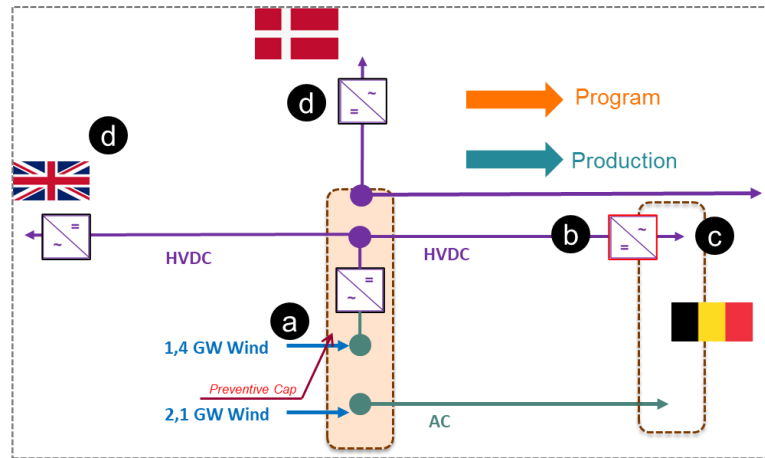 d
~
=
Program
Production
d
=
~
HVDC
HVDC
b
~
=
c
=
~
a
1,4 GW Wind
Preventive Cap
2,1 GW Wind
AC